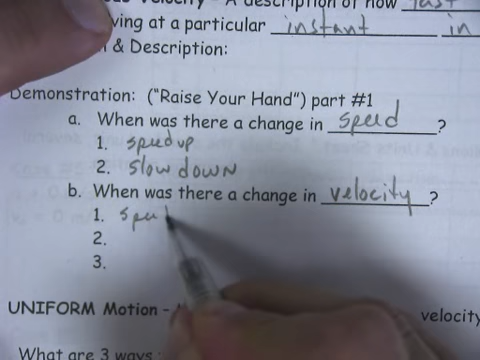 Velocity - A description of how fast
ving at a particular instant in
& Description:
Demonstration: ("Raise Your Hand") part #1
a. When was there a change in speed ?
1. speed up
2. slow down
b. When was there a change in velocity ?
1. spe
2.
3.
UNIFORM Motion - velocity
What are 3 ways